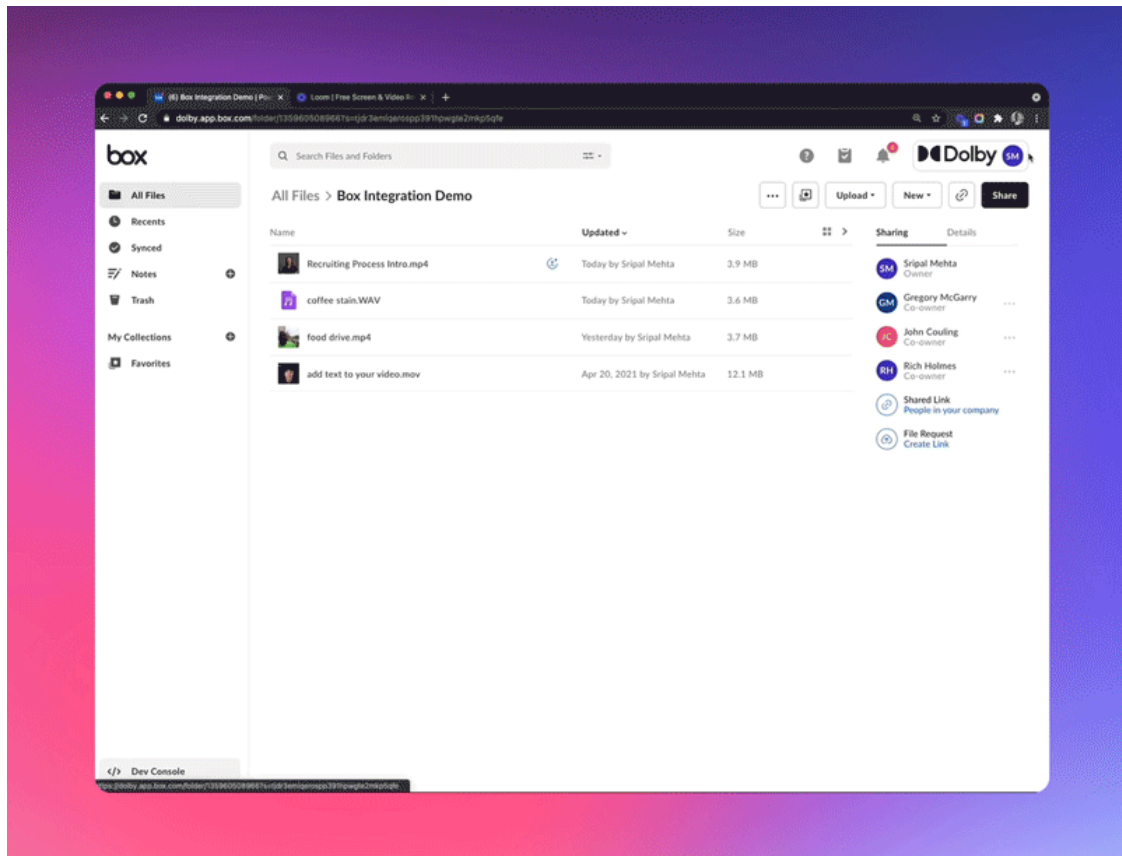 (6) Box Integration Demo | Po
Loom | Free Screen & Video R
dolby.app.box.com/folder/
box
Search Files and Folders
Dolby SM
All Files
Recents
Synced
Notes
Trash
My Collections
Favorites
Dev Console
All Files > Box Integration Demo
Upload
New
Share
Name Updated Size
Recruiting Process Intro.mp4 Today by Sripal Mehta 3.9 MB
coffee stain.WAV Today by Sripal Mehta 3.6 MB
food drive.mp4 Yesterday by Sripal Mehta 3.7 MB
add text to your video.mov Apr 20, 2021 by Sripal Mehta 12.1 MB
Sharing Details
SM Sripal Mehta
Owner
GM Gregory McGarry
Co-owner
JC John Couling
Co-owner
RH Rich Holmes
Co-owner
Shared Link
People in your company
File Request
Create Link